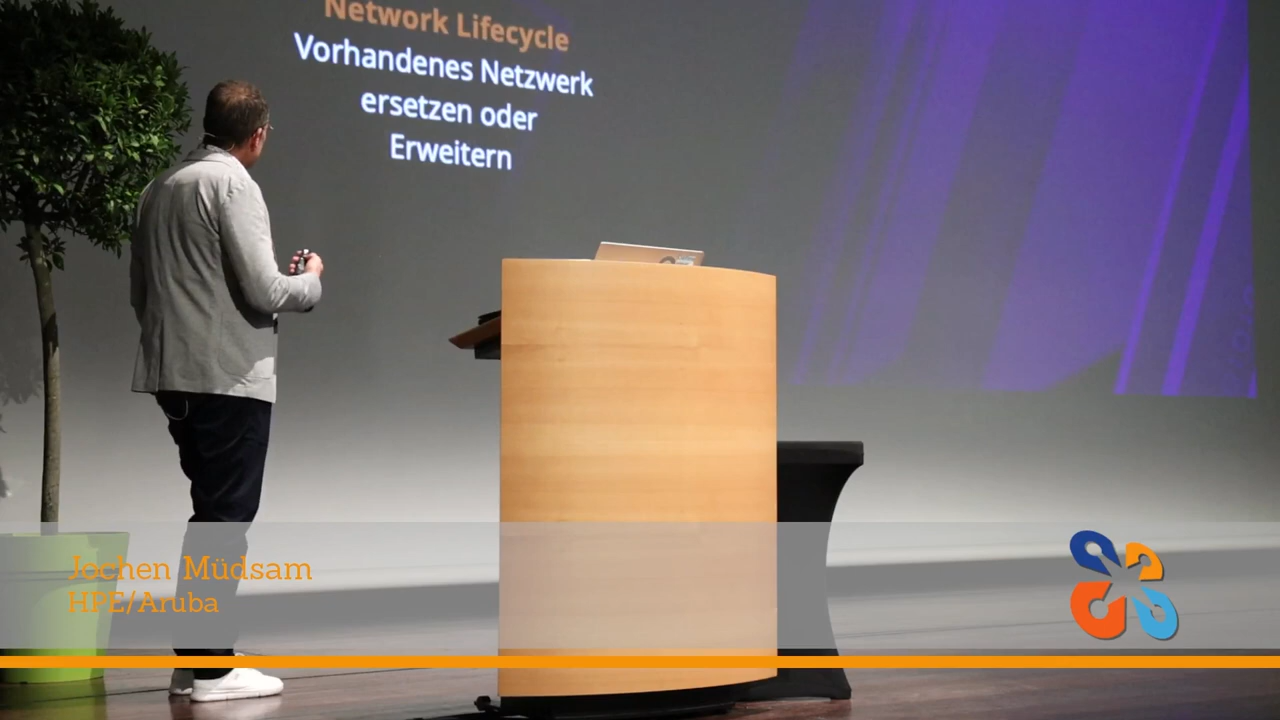 Network Lifecycle
Vorhandenes Netzwerk
ersetzen oder
Erweitern
Jochen Müdsam
HPE/Aruba